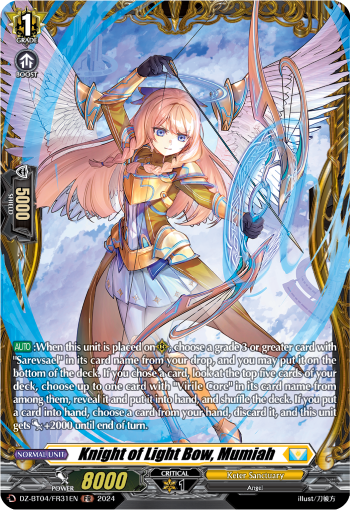 1
GRADE
BOOST
5000
SHIELD
AUTO:When this unit is placed on R, choose a grade 3 or greater card with
"Sarevsael" in its card name from your drop, and you may put it on the
bottom of the deck. If you chose a card, look at the top five cards of your
deck, choose up to one card with "Virile Core" in its card name from
among them, reveal it and put it into hand, and shuffle the deck. If you put
a card into hand, choose a card from your hand, discard it, and this unit
gets +2000 until end of turn.
NORMAL UNIT
Knight of Light Bow, Mumiah
POWER 8000 CRITICAL 1 Keter Sanctuary
Angel
DZ-BT04/FR31EN FR 2024 illust/刀彼方